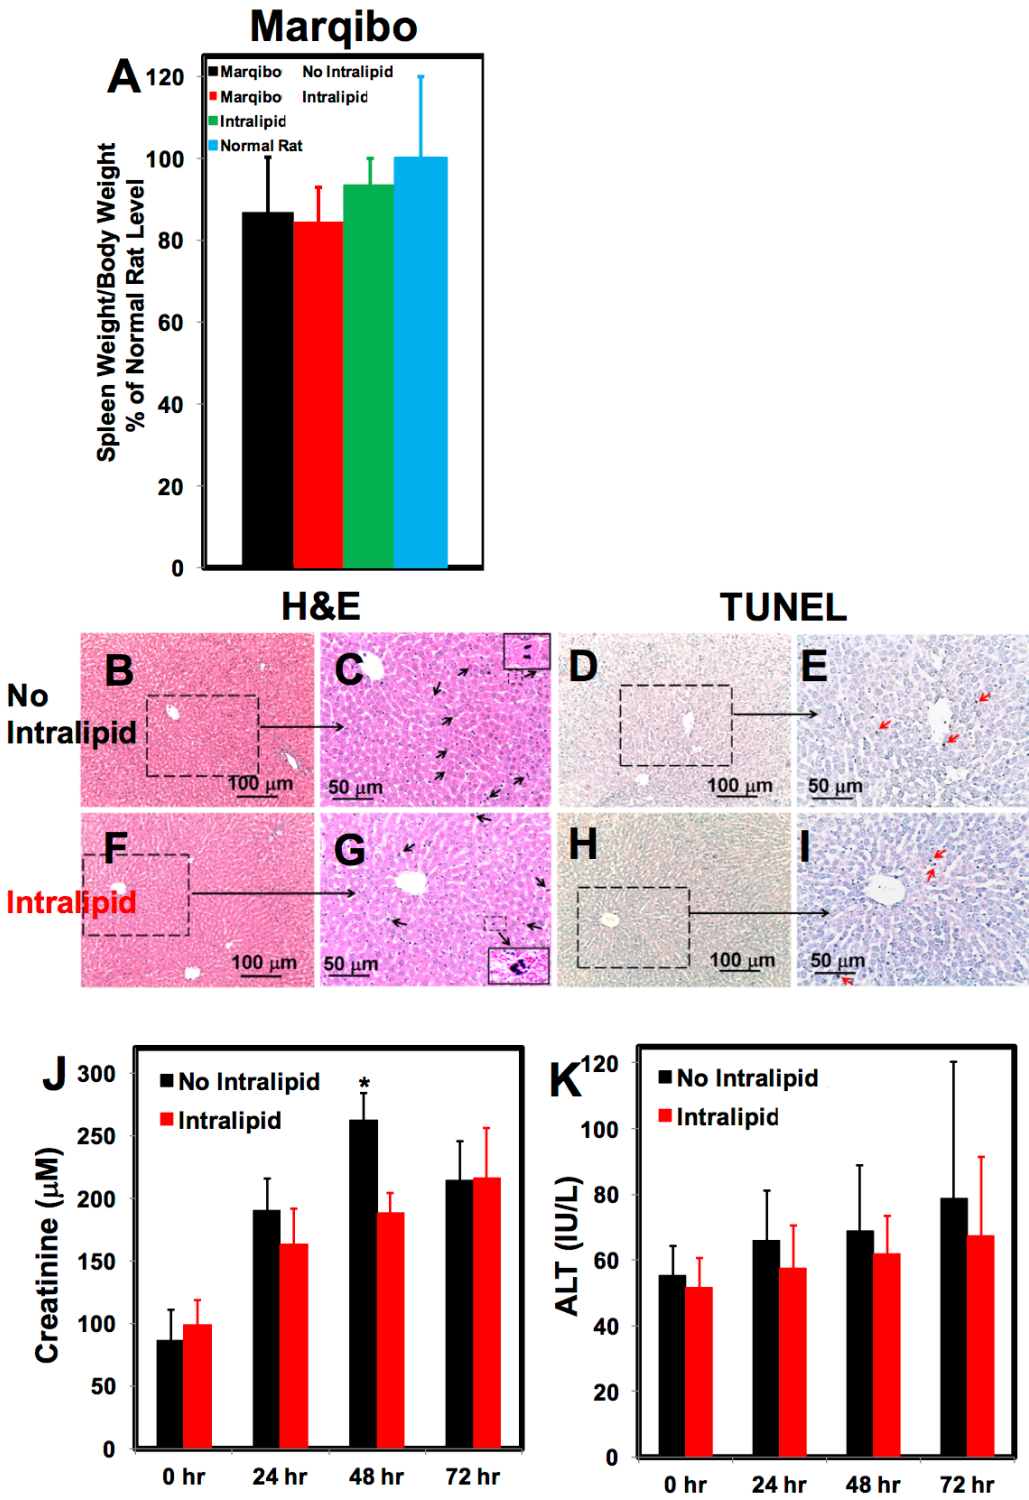 Marqibo
A
Marqibo No Intralipid
Marqibo Intralipid
Intralipid
Normal Rat
Spleen Weight/Body Weight
% of Normal Rat Level
120
100
80
60
40
20
0
H&E
TUNEL
No
Intralipid
B
100 μm
C
50 μm
D
100 μm
E
50 μm
Intralipid
F
100 μm
G
50 μm
H
100 μm
I
50 μm
J
No Intralipid
Intralipid
*
Creatinine (μM)
300
250
200
150
100
50
0
0 hr 24 hr 48 hr 72 hr
K
No Intralipid
Intralipid
ALT (IU/L)
120
100
80
60
40
20
0
0 hr 24 hr 48 hr 72 hr